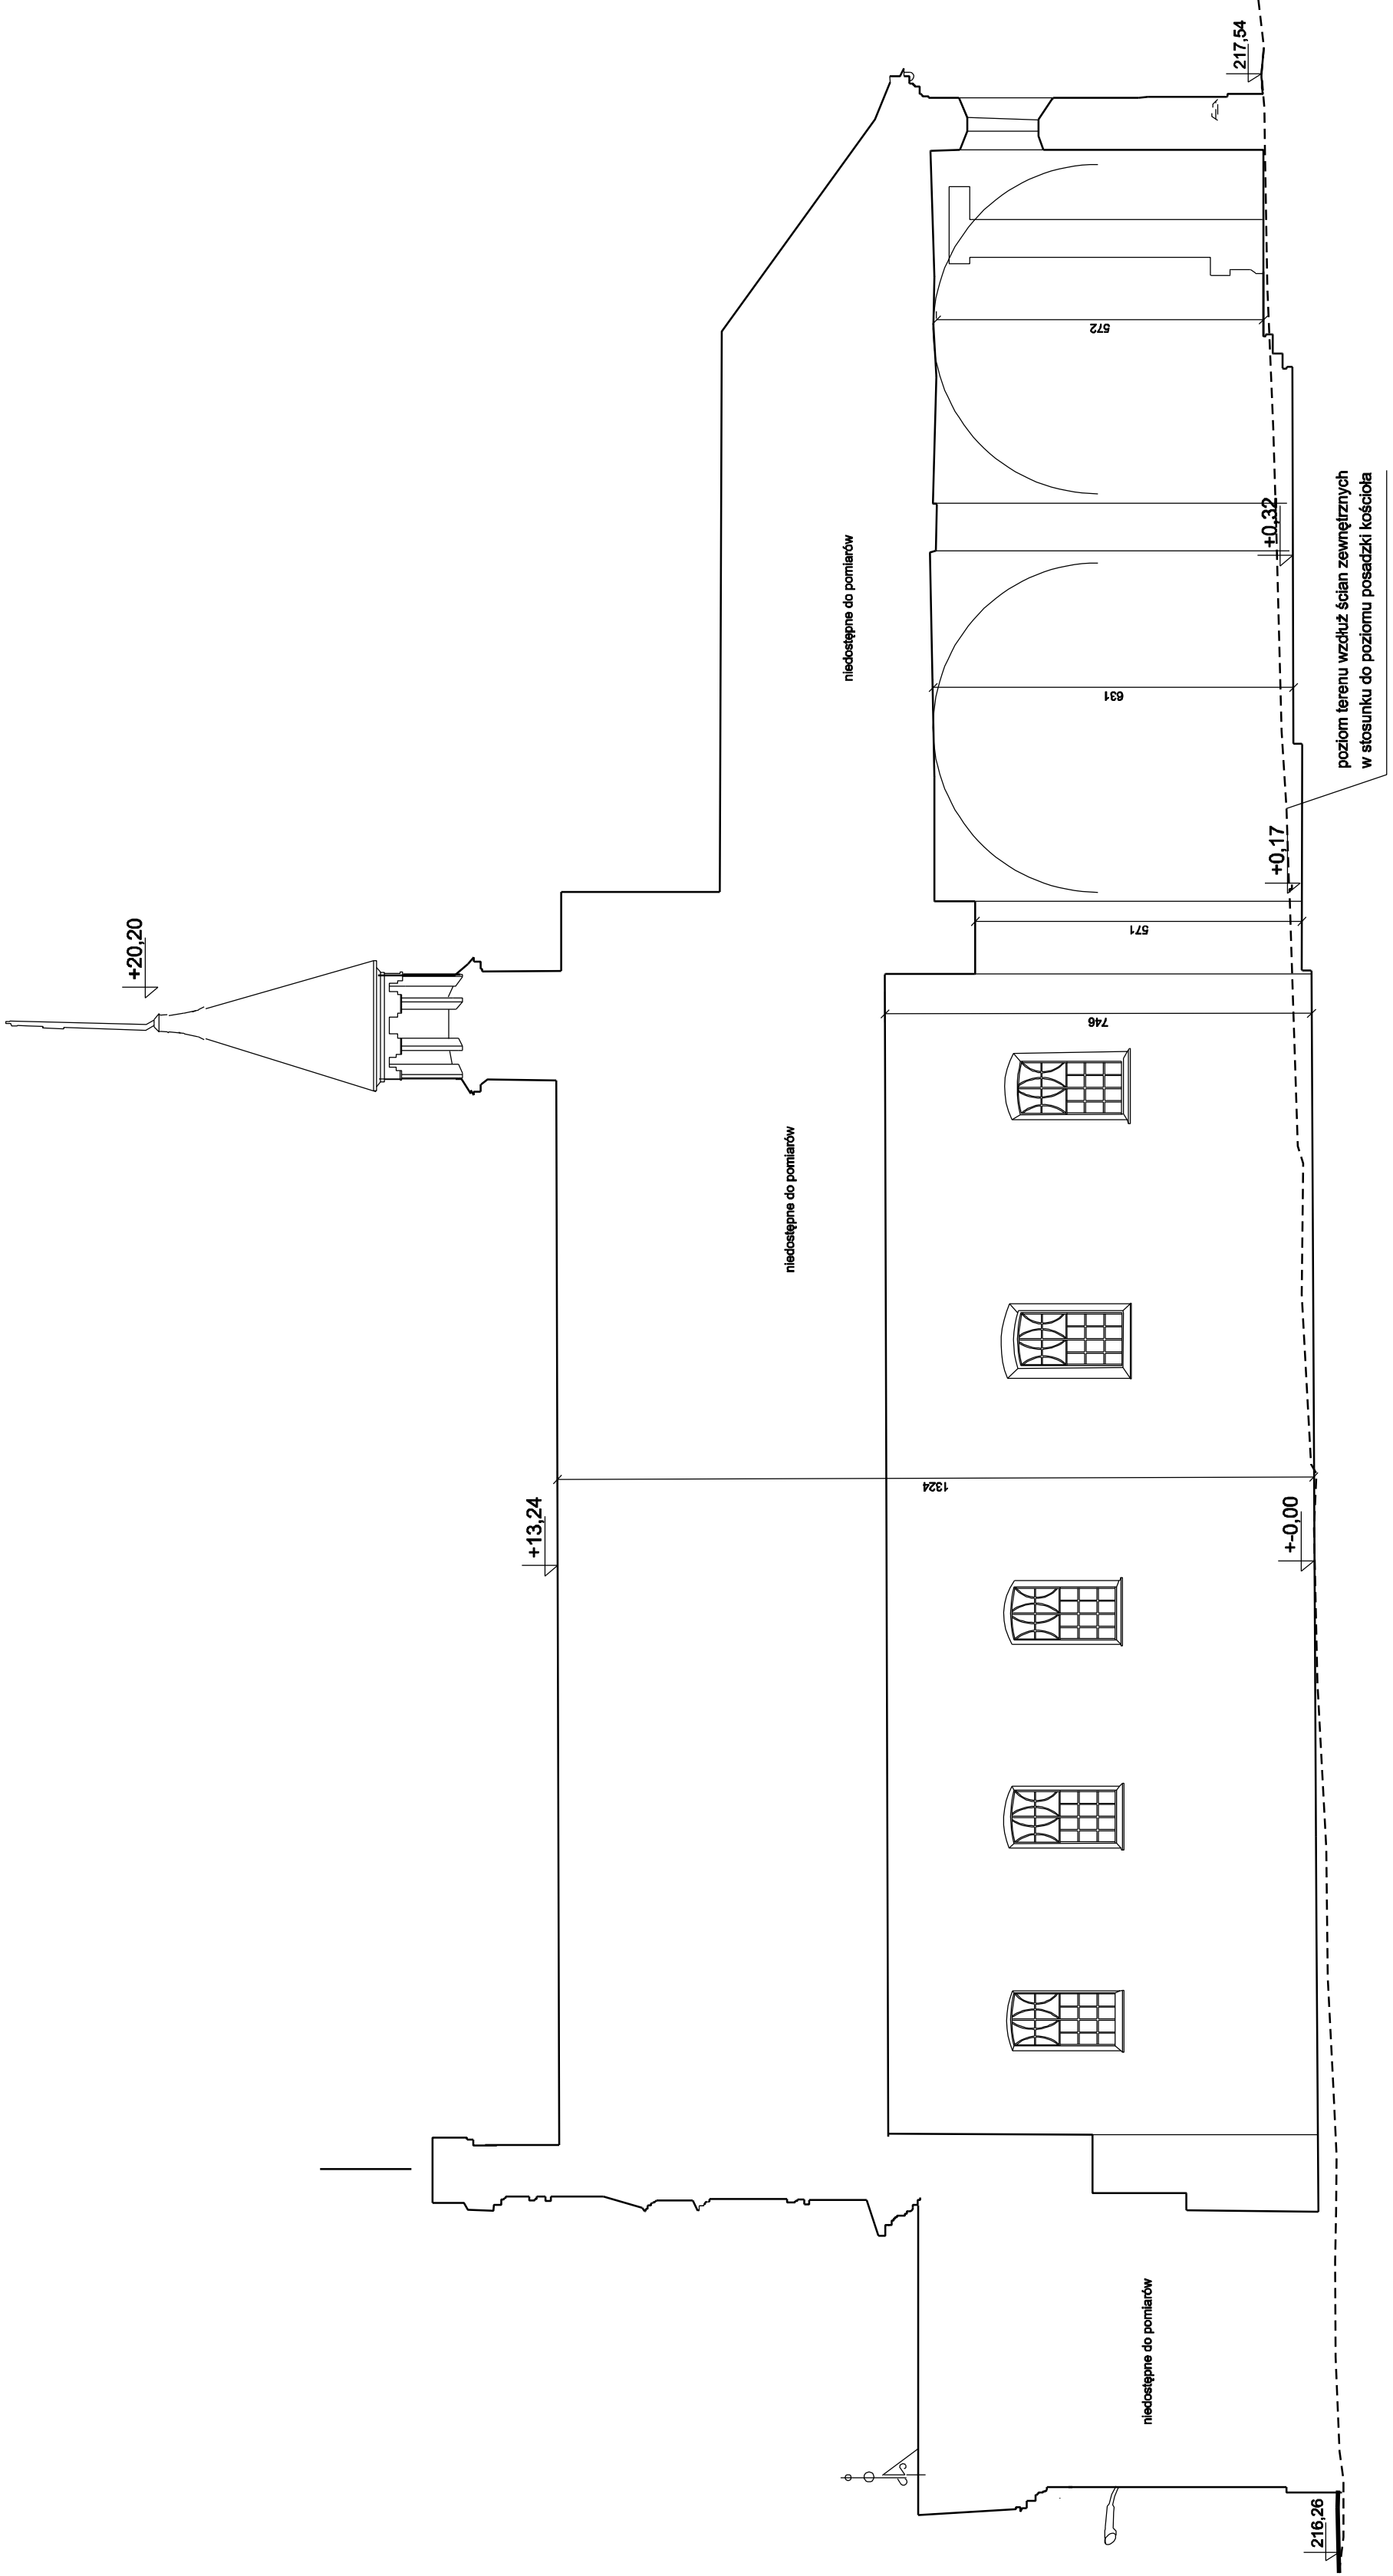 +20,20
+13,24
niedostępne do pomiarów
niedostępne do pomiarów
niedostępne do pomiarów
1324
746
571
631
572
+-0,00
+0,17
+0,32
216,26
217,54
poziom terenu wzdłuż ścian zewnętrznych
w stosunku do poziomu posadzki kościoła